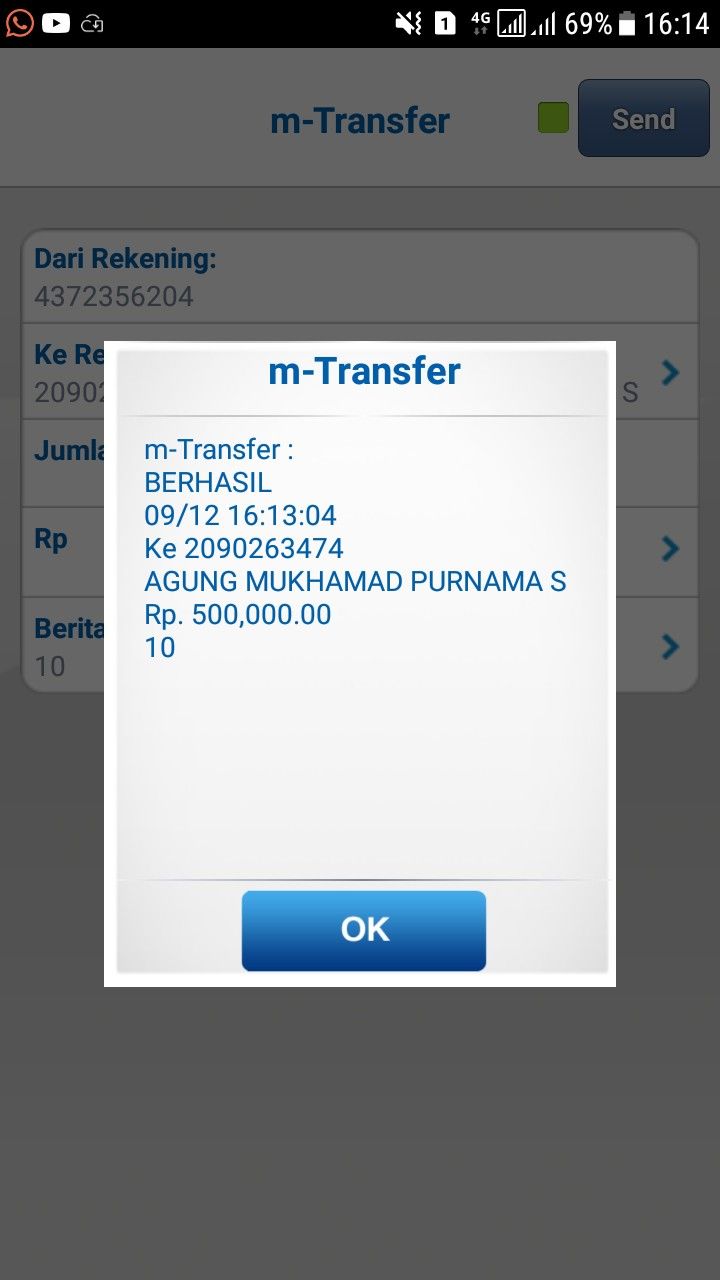 1 4G 69% 16:14
m-Transfer
Send
Dari Rekening:
4372356204
Ke Re
20902 S
Jumla
Rp
Berita
10
m-Transfer
m-Transfer :
BERHASIL
09/12 16:13:04
Ke 2090263474
AGUNG MUKHAMAD PURNAMA S
Rp. 500,000.00
10
OK